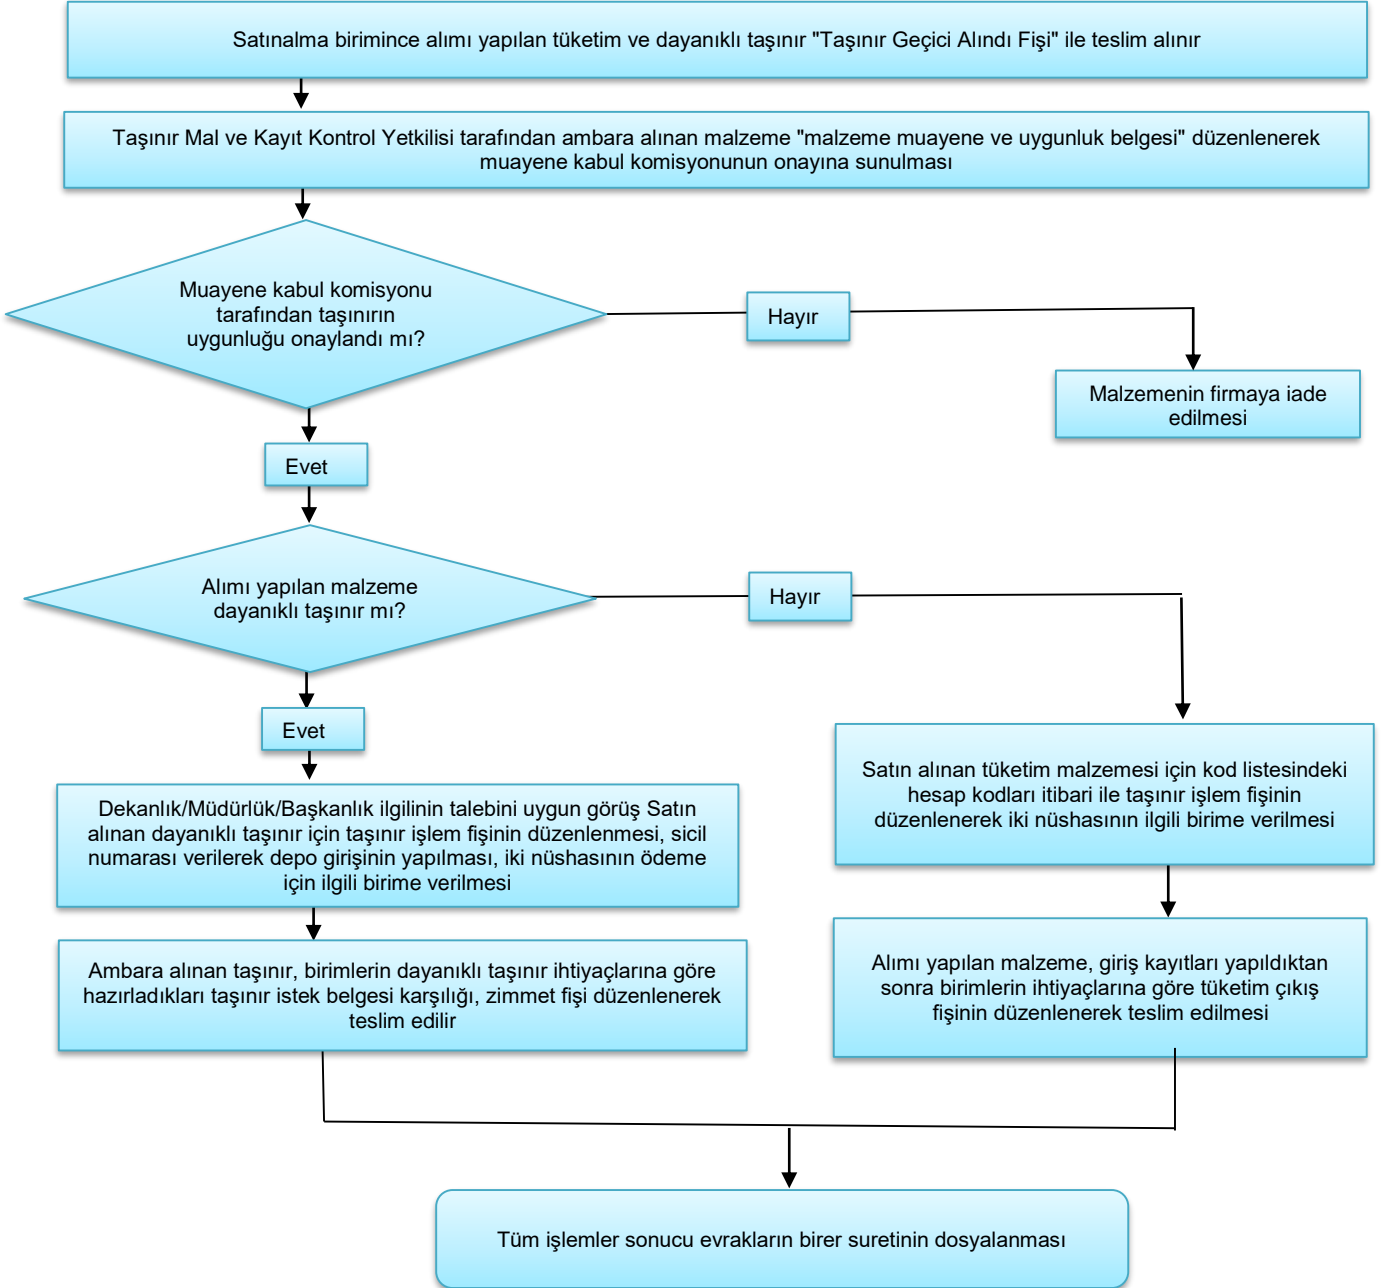 Satınalma birimince alımı yapılan tüketim ve dayanıklı taşınır "Taşınır Geçici Alındı Fişi" ile teslim alınır
Taşınır Mal ve Kayıt Kontrol Yetkilisi tarafından ambara alınan malzeme "malzeme muayene ve uygunluk belgesi" düzenlenerek
muayene kabul komisyonunun onayına sunulması
Muayene kabul komisyonu
tarafından taşınırın
uygunluğu onaylandı mı?
Hayır
Malzemenin firmaya iade
edilmesi
Evet
Alımı yapılan malzeme
dayanıklı taşınır mı?
Hayır
Evet
Satın alınan tüketim malzemesi için kod listesindeki
hesap kodları itibari ile taşınır işlem fişinin
düzenlenerek iki nüshasının ilgili birime verilmesi
Dekanlık/Müdürlük/Başkanlık ilgilinin talebini uygun görüş Satın
alınan dayanıklı taşınır için taşınır işlem fişinin düzenlenmesi, sicil
numarası verilerek depo girişinin yapılması, iki nüshasının ödeme
için ilgili birime verilmesi
Alımı yapılan malzeme, giriş kayıtları yapıldıktan
sonra birimlerin ihtiyaçlarına göre tüketim çıkış
fişinin düzenlenerek teslim edilmesi
Ambara alınan taşınır, birimlerin dayanıklı taşınır ihtiyaçlarına göre
hazırladıkları taşınır istek belgesi karşılığı, zimmet fişi düzenlenerek
teslim edilir
Tüm işlemler sonucu evrakların birer suretinin dosyalanması